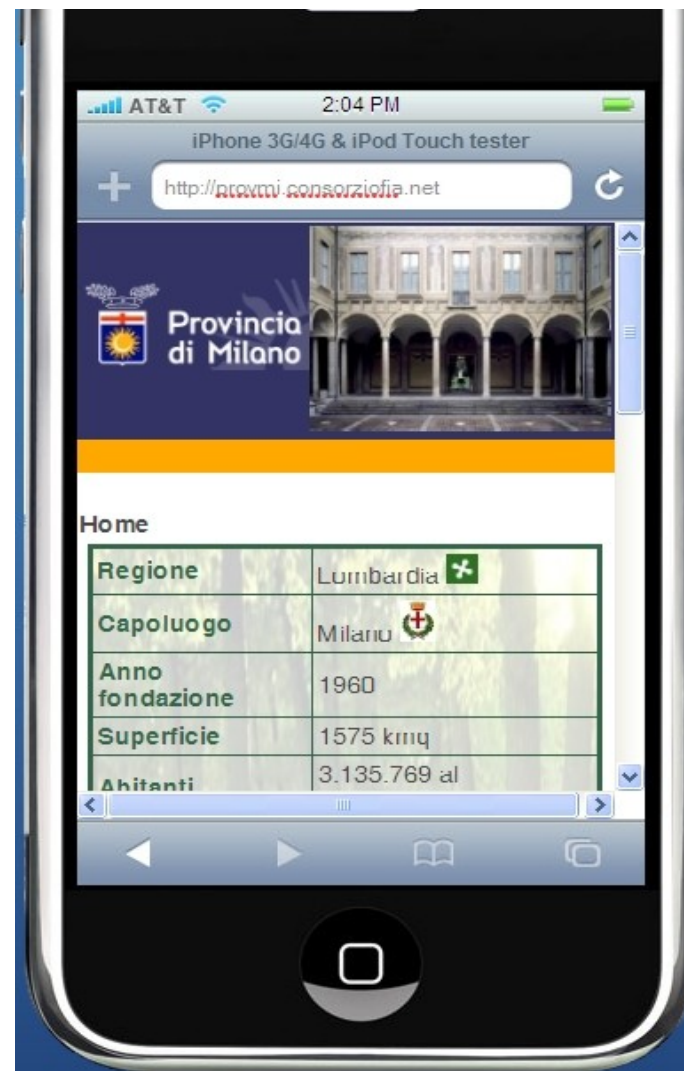 AT&T 2:04 PM
iPhone 3G/4G & iPod Touch tester
http://provmi.consorziofia.net
Provincia
di Milano
Home
Regione Lombardia
Capoluogo Milano
Anno
fondazione 1960
Superficie 1575 kmq
Abitanti 3.135.769 al